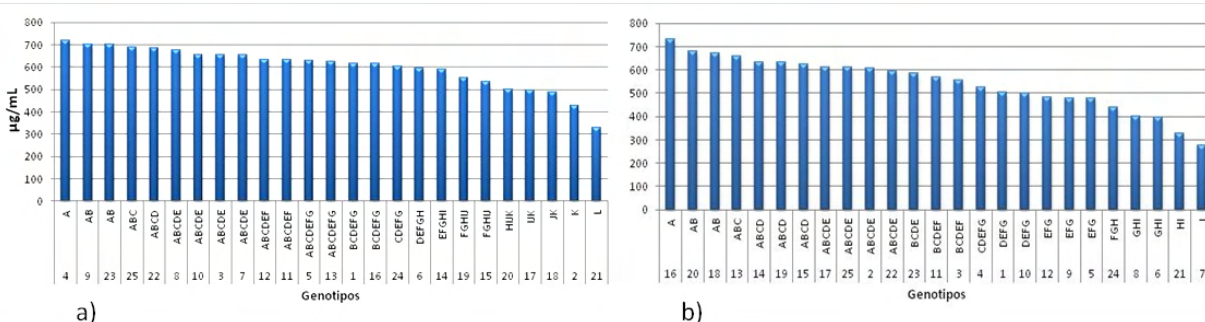 800
700
600
500
400
300
200
100
0
µg/mL
A AB AB ABC ABCD ABCDE ABCDE ABCDE ABCDE ABCDEF ABCDEF ABCDEFG ABCDEFG BCDEFG BCDEFG CDEFG DEFGH EFGHI FGHIJ FGHIJ HIJK IJK JK K L
4 9 23 25 22 8 10 3 7 12 11 5 13 1 16 24 6 14 19 15 20 17 18 2 21
Genotipos
a)
800
700
600
500
400
300
200
100
0
A AB AB ABC ABCD ABCD ABCD ABCDE ABCDE ABCDE ABCDE BCDE BCDEF BCDEF CDEFG DEFG DEFG EFG EFG EFG FGH GHI GHI HI I
16 20 18 13 14 19 15 17 25 2 22 23 11 3 4 1 10 12 9 5 24 8 6 21 7
Genotipos
b)